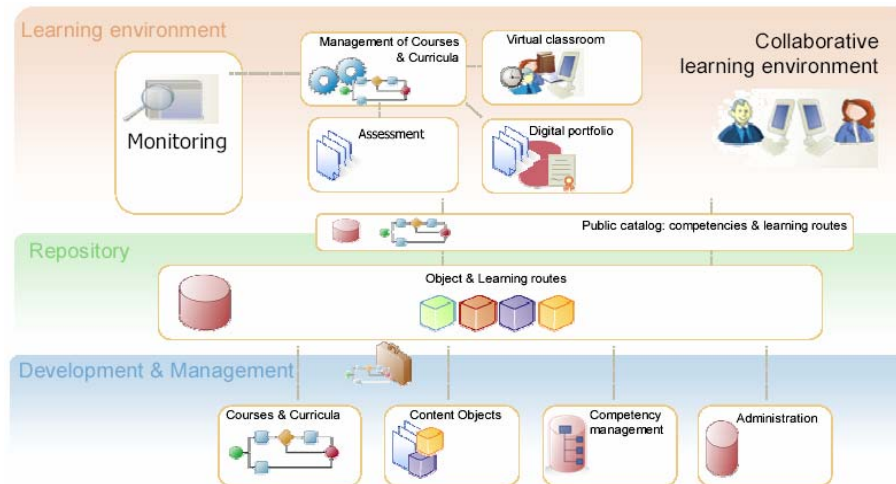 Learning environment
Management of Courses
& Curricula
Virtual classroom
Collaborative
learning environment
Monitoring
Assessment
Digital portfolio
Public catalog: competencies & learning routes
Repository
Object & Learning routes
Development & Management
Courses & Curricula
Content Objects
Competency
management
Administration